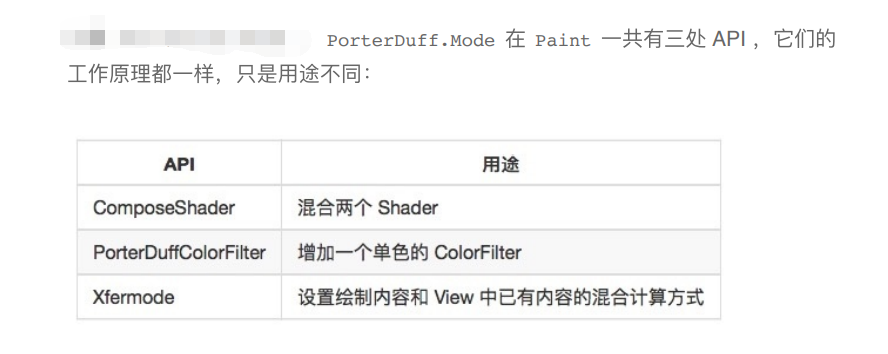 PorterDuff.Mode 在 Paint 一共有三处 API ，它们的
工作原理都一样，只是用途不同：
API 用途
ComposeShader 混合两个 Shader
PorterDuffColorFilter 增加一个单色的 ColorFilter
Xfermode 设置绘制内容和 View 中已有内容的混合计算方式